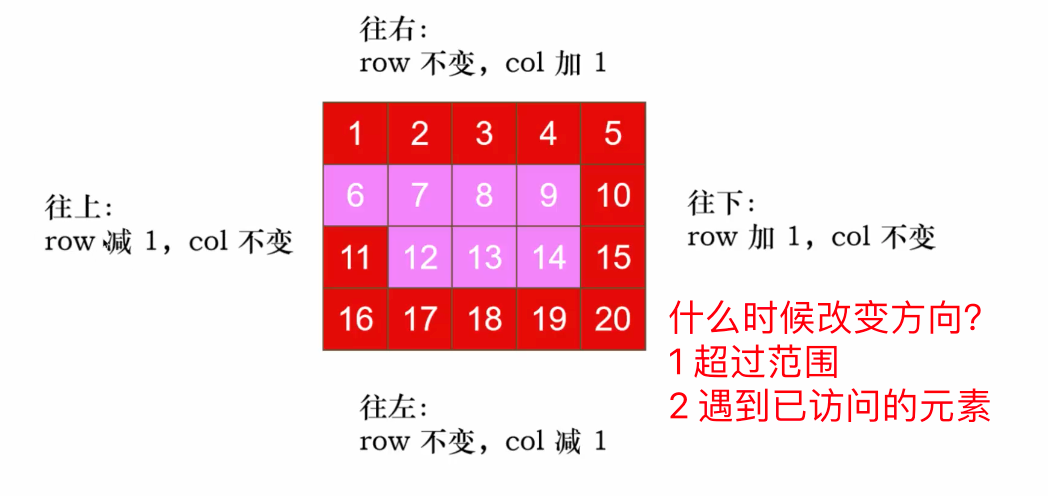 往右：
row 不变，col 加 1
1 2 3 4 5
6 7 8 9 10
11 12 13 14 15
16 17 18 19 20
往上：
row 减 1，col 不变
往下：
row 加 1，col 不变
什么时候改变方向？
1 超过范围
2 遇到已访问的元素
往左：
row 不变，col 减 1